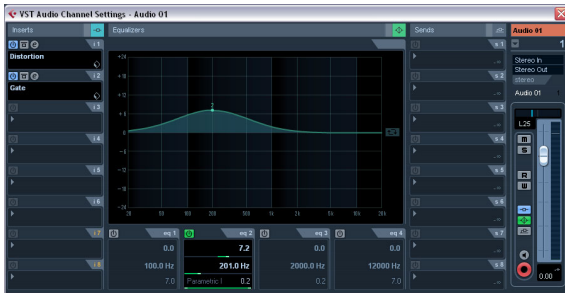 VST Audio Channel Settings - Audio 01
Inserts
Equalizers
Sends
Audio 01
i 1
Distortion
i 2
Gate
i 3
i 4
i 5
i 6
i 7
i 8
+24
+18
+12
+6
0
-6
-12
-18
-24
2
20
50
100
200
500
1k
2k
5k
10k
20k
eq 1
0.0
100.0 Hz
7.0
eq 2
7.2
201.0 Hz
Parametric I
0.2
eq 3
0.0
2000.0 Hz
eq 4
0.0
12000 Hz
7.0
s 1
s 2
s 3
s 4
s 5
s 6
s 7
s 8
1
Stereo In
Stereo Out
stereo
Audio 01
L25
m
S
R
W
0.00